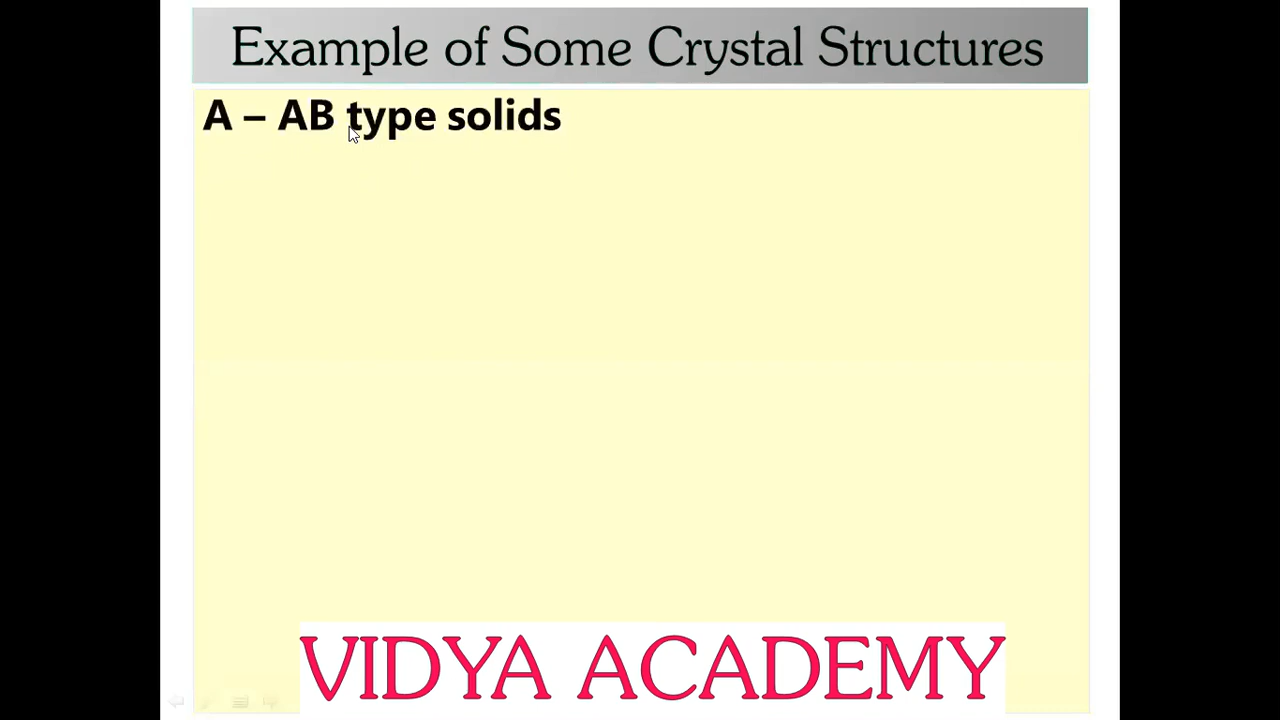 Example of Some Crystal Structures
A – AB type solids
VIDYA ACADEMY